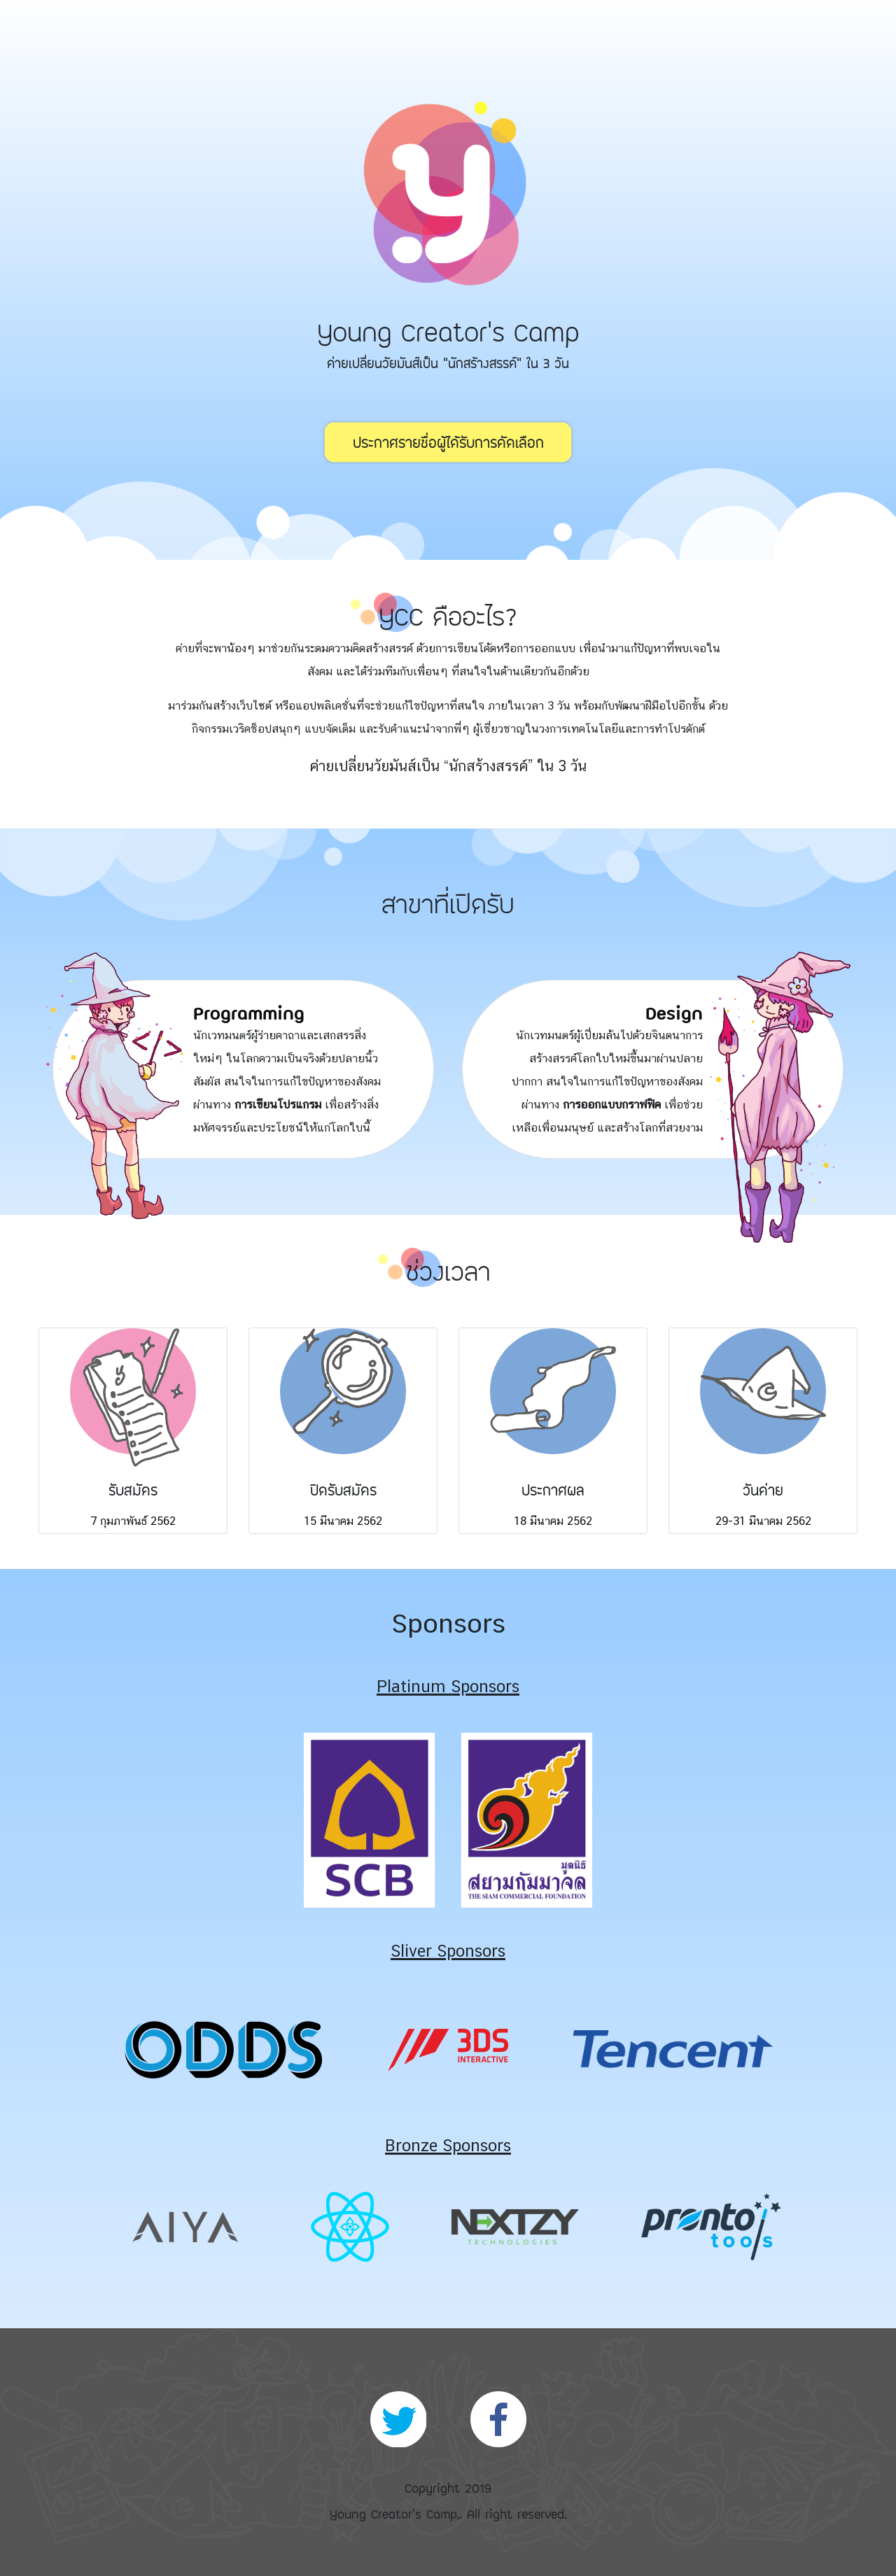 y
Young Creator's Camp
ค่ายเปลี่ยนวัยมันส์เป็น "นักสร้างสรรค์" ใน 3 วัน
ประกาศรายชื่อผู้ได้รับการคัดเลือก
YCC คืออะไร?
ค่ายที่จะพาน้องๆ มาช่วยกันระดมความคิดสร้างสรรค์ ด้วยการเขียนโค้ดหรือการออกแบบ เพื่อนำมาแก้ปัญหาที่พบเจอใน
สังคม และได้ร่วมทีมกับเพื่อนๆ ที่สนใจในด้านเดียวกันอีกด้วย
มาร่วมกันสร้างเว็บไซต์ หรือแอปพลิเคชั่นที่จะช่วยแก้ไขปัญหาที่สนใจ ภายในเวลา 3 วัน พร้อมกับพัฒนาฝีมือไปอีกขั้น ด้วย
กิจกรรมเวริคช็อปสนุกๆ แบบจัดเต็ม และรับคำแนะนำจากพี่ๆ ผู้เชี่ยวชาญในวงการเทคโนโลยีและการทำโปรดักต์
ค่ายเปลี่ยนวัยมันส์เป็น “นักสร้างสรรค์” ใน 3 วัน
สาขาที่เปิดรับ
Programming
นักเวทมนตร์ผู้ร่ายคาถาและเสกสรรสิ่ง
ใหม่ๆ ในโลกความเป็นจริงด้วยปลายนิ้ว
สัมผัส สนใจในการแก้ไขปัญหาของสังคม
ผ่านทาง การเขียนโปรแกรม เพื่อสร้างสิ่ง
มหัศจรรย์และประโยชน์ให้แก่โลกใบนี้
</>
Design
นักเวทมนตร์ผู้เปี่ยมล้นไปด้วยจินตนาการ
สร้างสรรค์โลกใบใหม่ขึ้นมาผ่านปลาย
ปากกา สนใจในการแก้ไขปัญหาของสังคม
ผ่านทาง การออกแบบกราฟฟิค เพื่อช่วย
เหลือเพื่อนมนุษย์ และสร้างโลกที่สวยงาม
ช่วงเวลา
รับสมัคร
7 กุมภาพันธ์ 2562
ปิดรับสมัคร
15 มีนาคม 2562
ประกาศผล
18 มีนาคม 2562
วันค่าย
29-31 มีนาคม 2562
Sponsors
Platinum Sponsors
SCB
มูลนิธิ
สยามกัมมาจล
THE SIAM COMMERCIAL FOUNDATION
Sliver Sponsors
ODDS
3DS
INTERACTIVE
Tencent
Bronze Sponsors
AIYA
NEXTZY
TECHNOLOGIES
pronto
tools
Copyright 2019
Young Creator's Camp,. All right reserved.